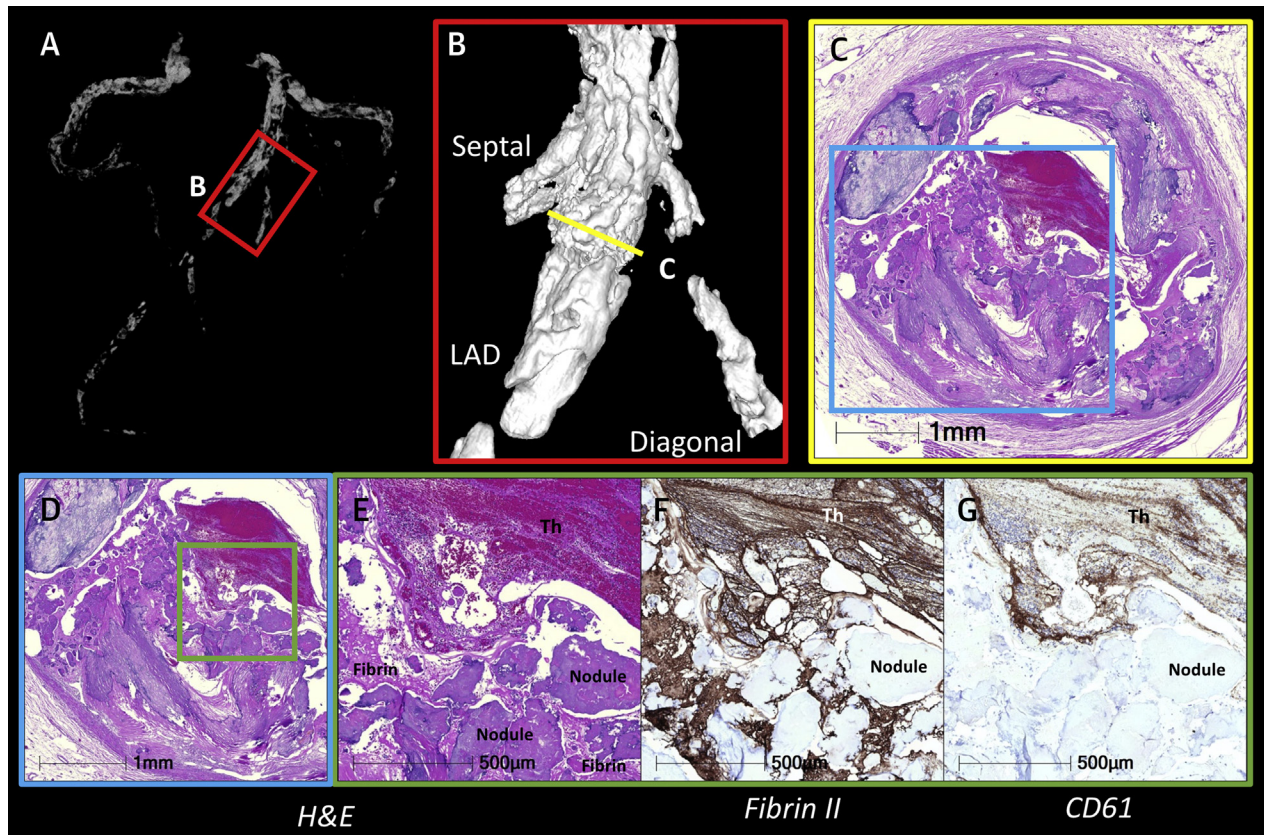 A
B
B
Septal
C
LAD
Diagonal
C
1mm
D
1mm
E
Th
Fibrin
Nodule
Nodule
500µm
Fibrin
F
Th
Nodule
500µm
G
Th
Nodule
500µm
H&E
Fibrin II
CD61